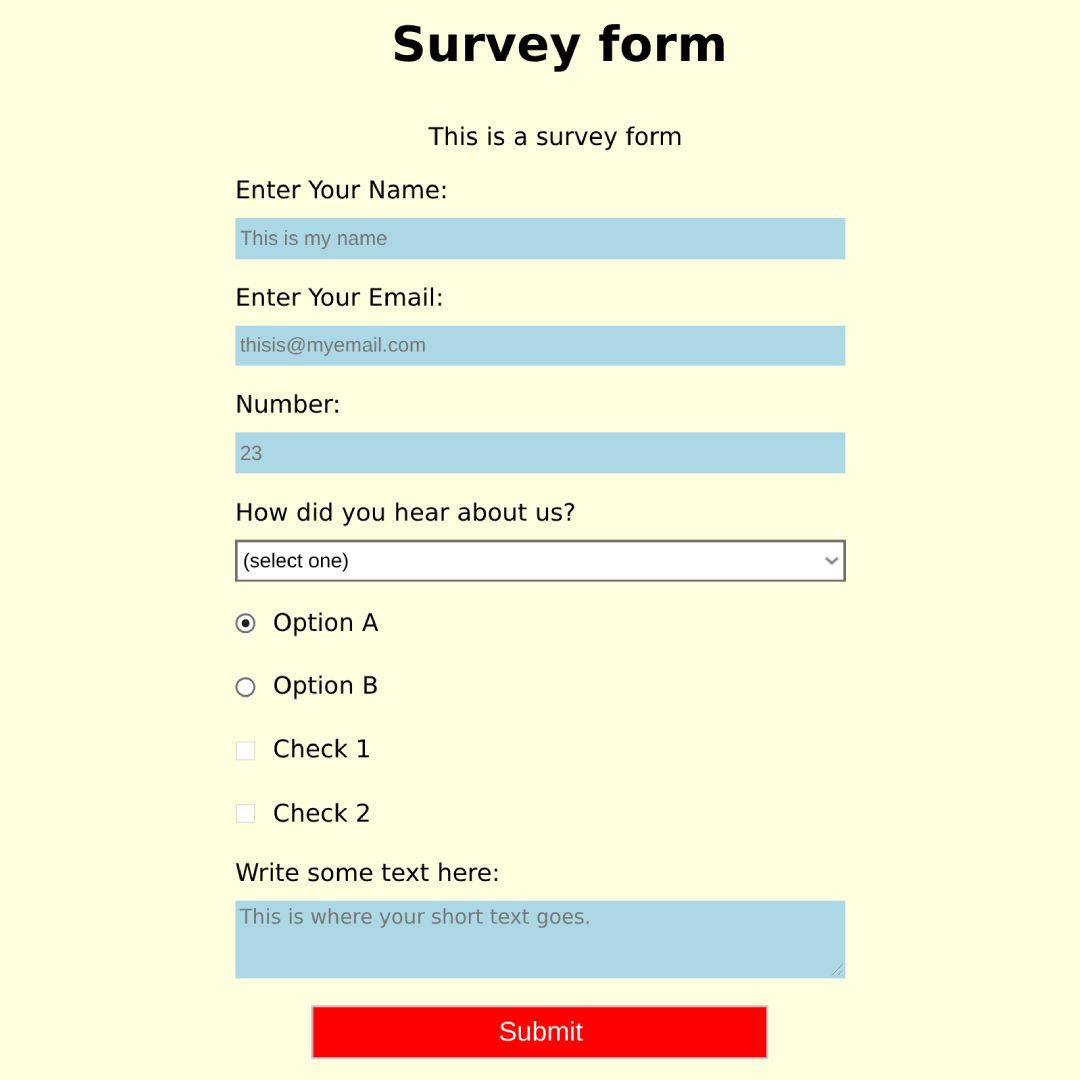 Survey form
This is a survey form
Enter Your Name:
This is my name
Enter Your Email:
thisis@myemail.com
Number:
23
How did you hear about us?
(select one)
Option A
Option B
Check 1
Check 2
Write some text here:
This is where your short text goes.
Submit